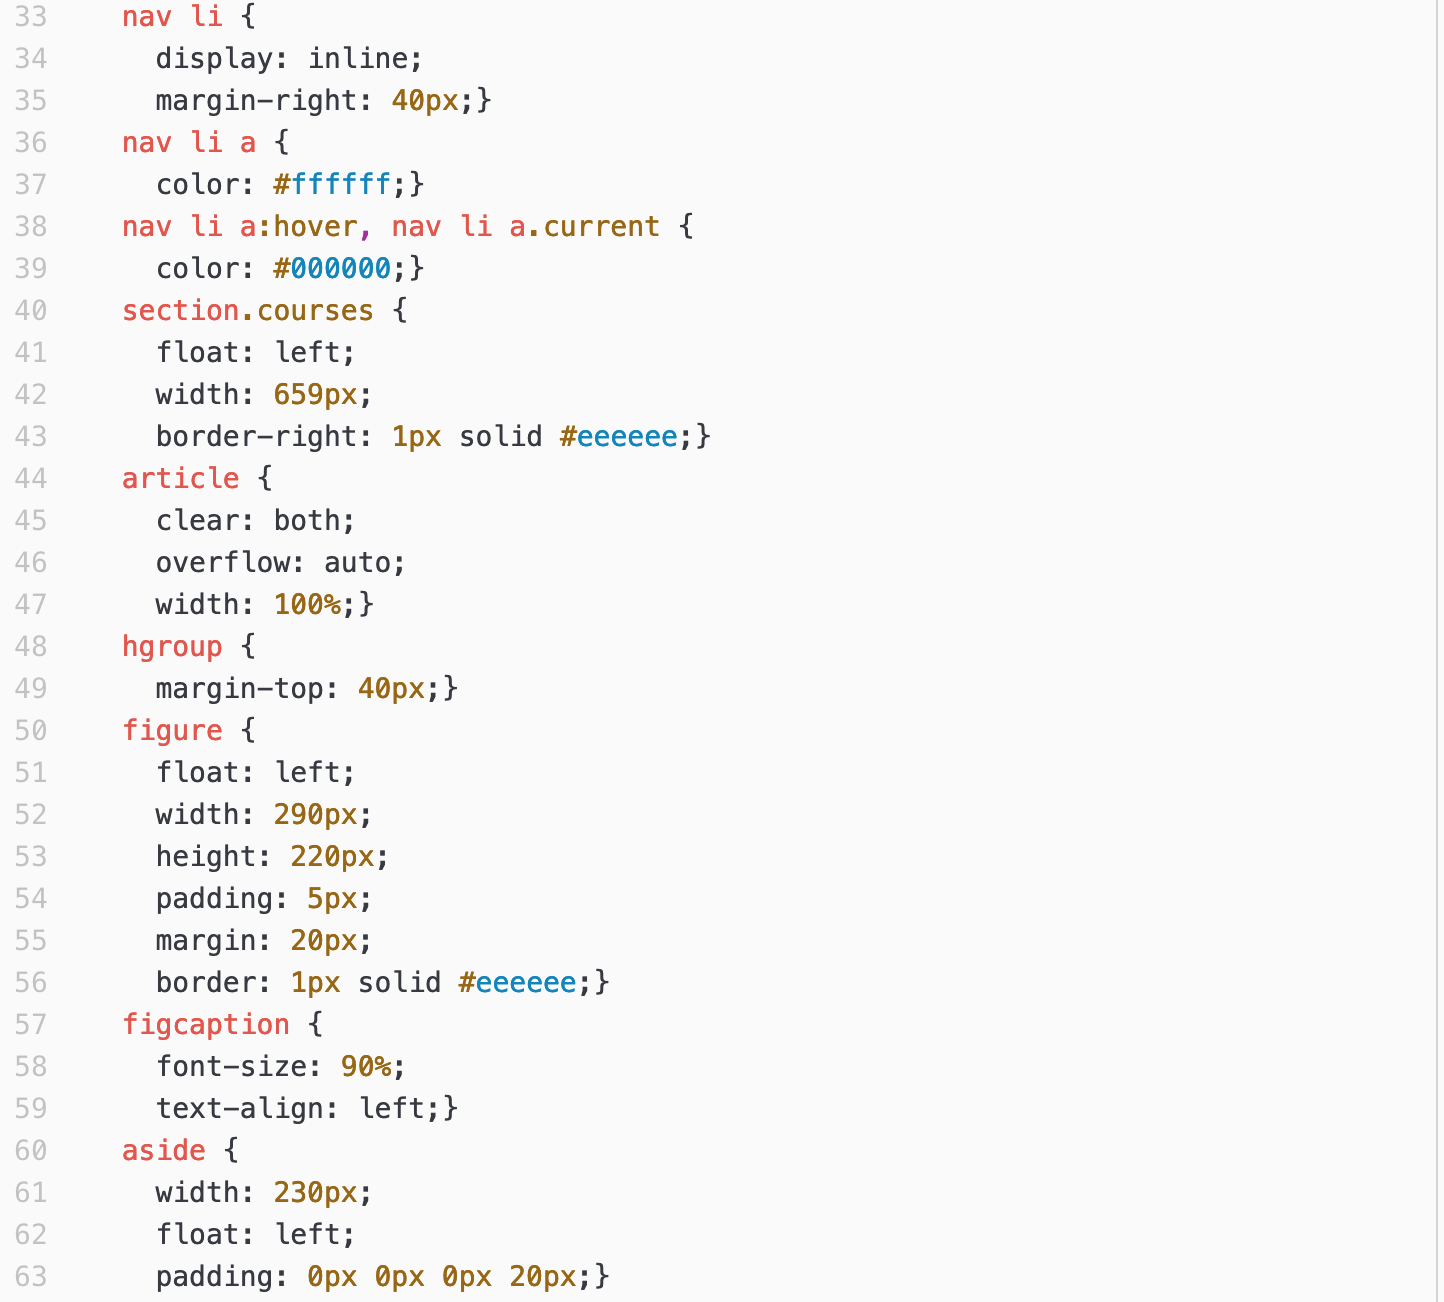 33 nav li {
34 display: inline;
35 margin-right: 40px;}
36 nav li a {
37 color: #ffffff;}
38 nav li a:hover, nav li a.current {
39 color: #000000;}
40 section.courses {
41 float: left;
42 width: 659px;
43 border-right: 1px solid #eeeeee;}
44 article {
45 clear: both;
46 overflow: auto;
47 width: 100%;}
48 hgroup {
49 margin-top: 40px;}
50 figure {
51 float: left;
52 width: 290px;
53 height: 220px;
54 padding: 5px;
55 margin: 20px;
56 border: 1px solid #eeeeee;}
57 figcaption {
58 font-size: 90%;
59 text-align: left;}
60 aside {
61 width: 230px;
62 float: left;
63 padding: 0px 0px 0px 20px;}